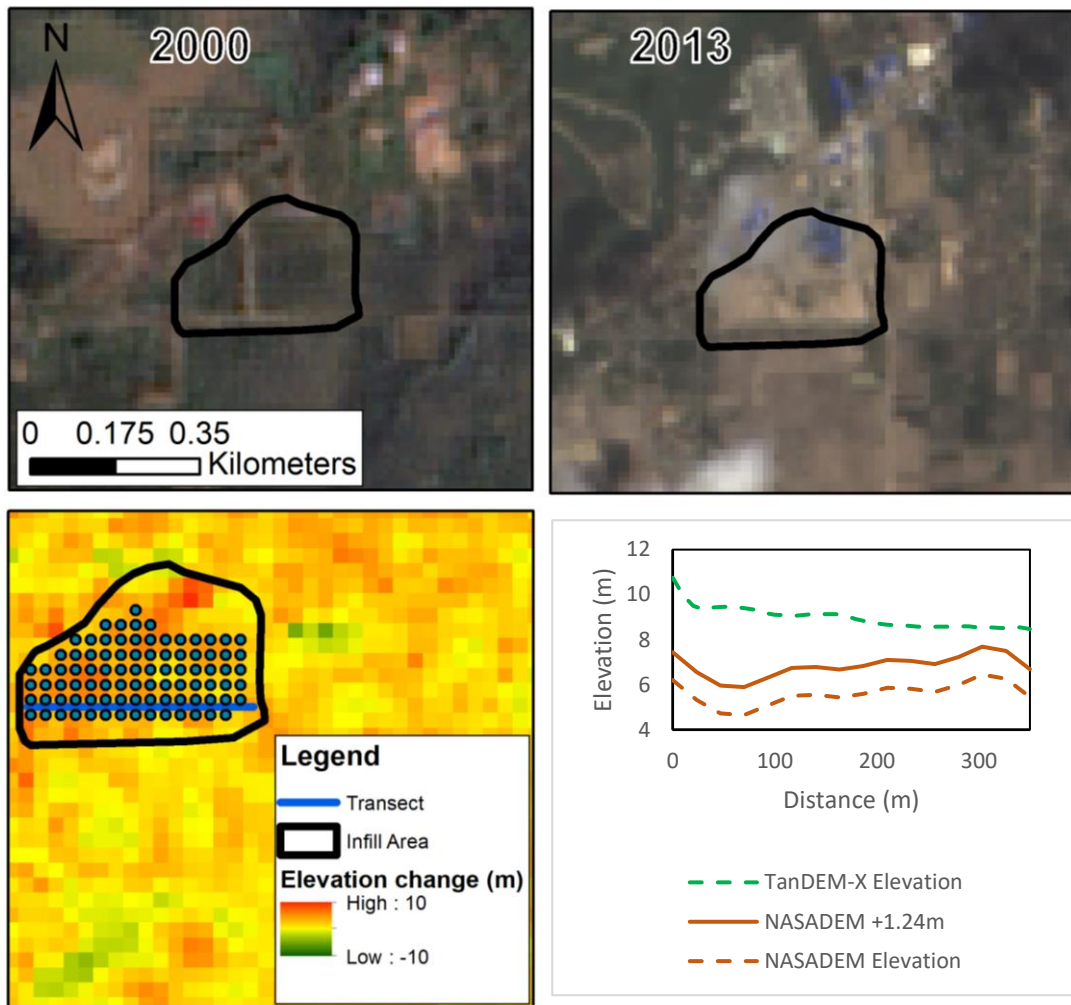 N
2000
0 0.175 0.35
Kilometers
2013
Legend
Transect
Infill Area
Elevation change (m)
High : 10
Low : -10
12
10
8
6
4
Elevation (m)
0 100 200 300
Distance (m)
TanDEM-X Elevation
NASADEM +1.24m
NASADEM Elevation